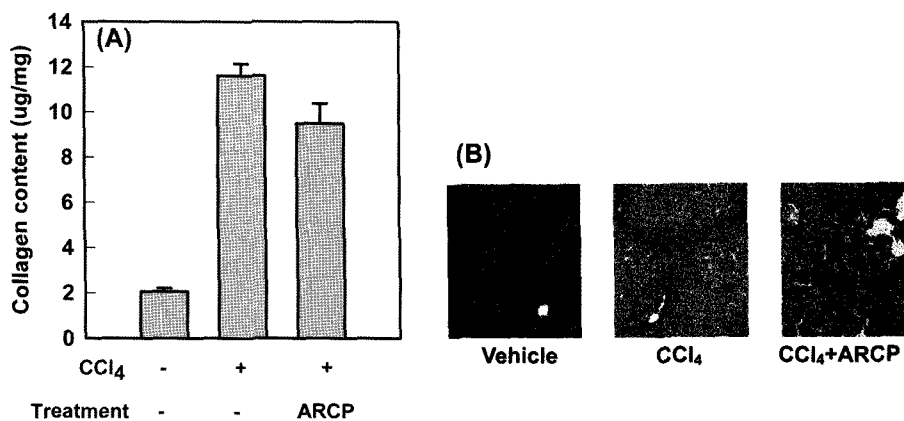 (A)
Collagen content (ug/mg)
14
12
10
8
6
4
2
0
CCl4 - + +
Treatment - - ARCP
(B)
Vehicle CCl4 CCl4+ARCP